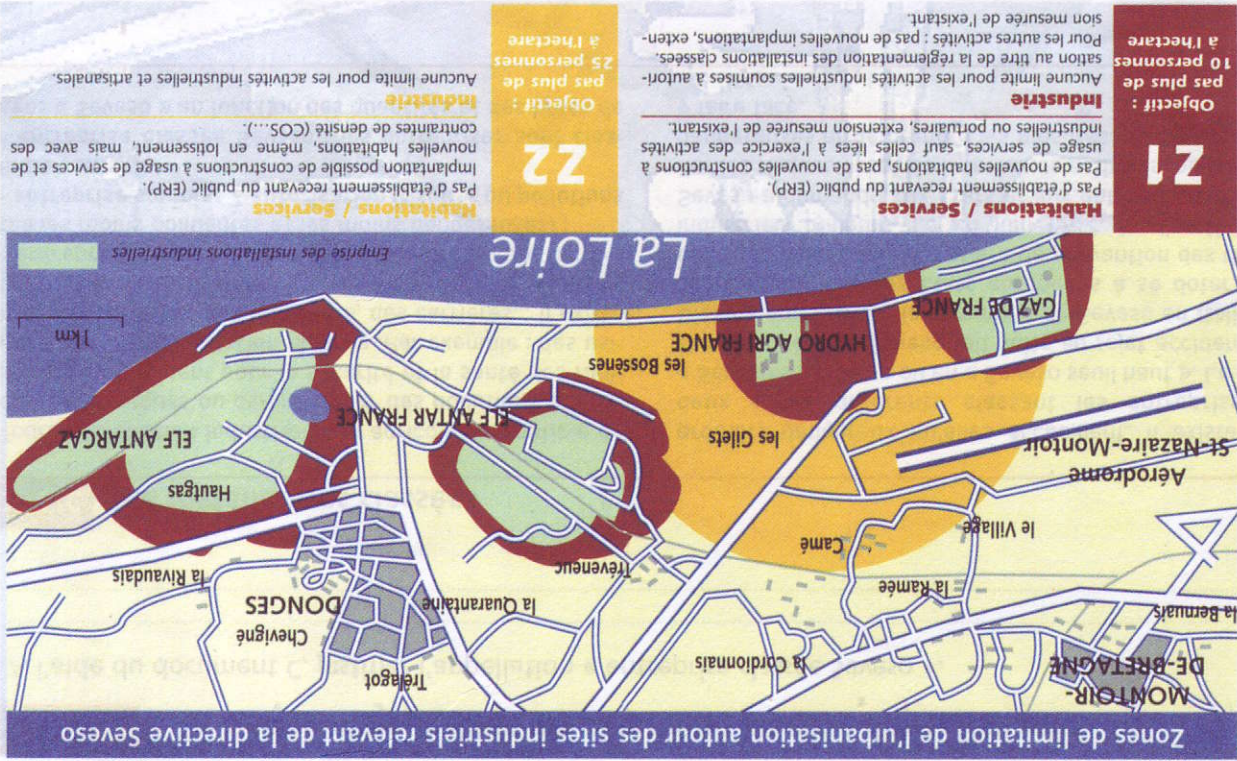 Zones de limitation de l'urbanisation autour des sites industriels relevant de la directive Seveso
MONTOIR-
DE-BRETAGNE
la Bernuais
la Cordionnais
Trélagot
Chevigné
DONGES
la Quarantaine
la Rivaudais
la Ramée
le Village
Camé
Tréveneuc
Hautgas
Aérodrome
St-Nazaire-Montoir
les Gilets
ELF ANTAR FRANCE
ELF ANTARGAZ
les Bossènes
GAZ DE FRANCE
HYDRO AGRI FRANCE
1km
La Loire
Emprise des installations industrielles
Z1
Objectif :
pas plus de
10 personnes
à l'hectare
Habitations / Services
Pas d'établissement recevant du public (ERP).
Pas de nouvelles habitations, pas de nouvelles constructions à
usage de services, sauf celles liées à l'exercice des activités
industrielles ou portuaires, extension mesurée de l'existant.
Industrie
Aucune limite pour les activités industrielles soumises à autori-
sation au titre de la réglementation des installations classées.
Pour les autres activités : pas de nouvelles implantations, exten-
sion mesurée de l'existant.
Z2
Objectif :
pas plus de
25 personnes
à l'hectare
Habitations / Services
Pas d'établissement recevant du public (ERP).
Implantation possible de constructions à usage de services et de
nouvelles habitations, même en lotissement, mais avec des
contraintes de densité (COS...).
Industrie
Aucune limite pour les activités industrielles et artisanales.